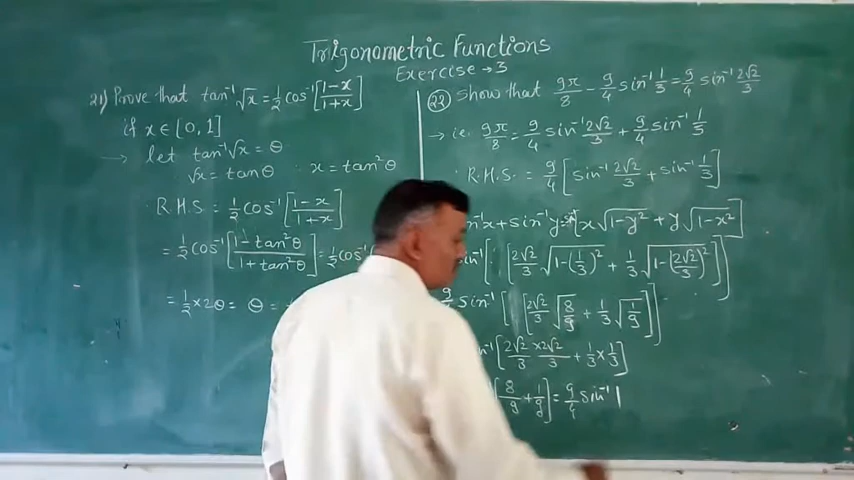 Trigonometric Functions
Exercise → 3
21) Prove that tan⁻¹√x = 1/2 cos⁻¹[(1-x)/(1+x)]
if x ∈ [0, 1]
→ let tan⁻¹√x = θ
√x = tanθ ∴ x = tan²θ
R.H.S = 1/2 cos⁻¹[(1-x)/(1+x)]
= 1/2 cos⁻¹[(1-tan²θ)/(1+tan²θ)] = 1/2 cos⁻¹
= 1/2 × 2θ = θ =
(22) Show that 9π/8 - 9/4 sin⁻¹ 1/3 = 9/4 sin⁻¹ 2√2/3
→ i.e. 9π/8 = 9/4 sin⁻¹ 2√2/3 + 9/4 sin⁻¹ 1/3
R.H.S. = 9/4 [sin⁻¹ 2√2/3 + sin⁻¹ 1/3]
x + sin⁻¹y = [x√(1-y²) + y√(1-x²)]
[2√2/3 √(1-(1/3)²) + 1/3 √(1-(2√2/3)²)]
sin⁻¹ [2√2/3 √(8/9) + 1/3 √(1/9)]
[2√2/3 × 2√2/3 + 1/3 × 1/3]
[8/9 + 1/9] = 9/4 sin⁻¹ 1